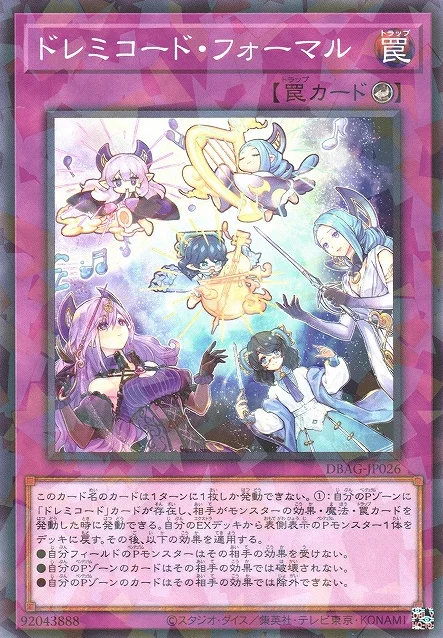 ドレミコード・フォーマル
トラップ
罠
トラップ
【罠カード】
DBAG-JP026
このカード名のカードは１ターンに１枚しか発動できない。①：自分のPゾーンに
「ドレミコード」カードが存在し、相手がモンスターの効果・魔法・罠カードを
発動した時に発動できる。自分のEXデッキから表側表示のPモンスター１体を
デッキに戻す。その後、以下の効果を適用する。
●自分フィールドのPモンスターはその相手の効果を受けない。
●自分のPゾーンのカードはその相手の効果では破壊されない。
●自分のPゾーンのカードはその相手の効果では除外できない。
92043888
©スタジオ・ダイス／集英社・テレビ東京・KONAMI